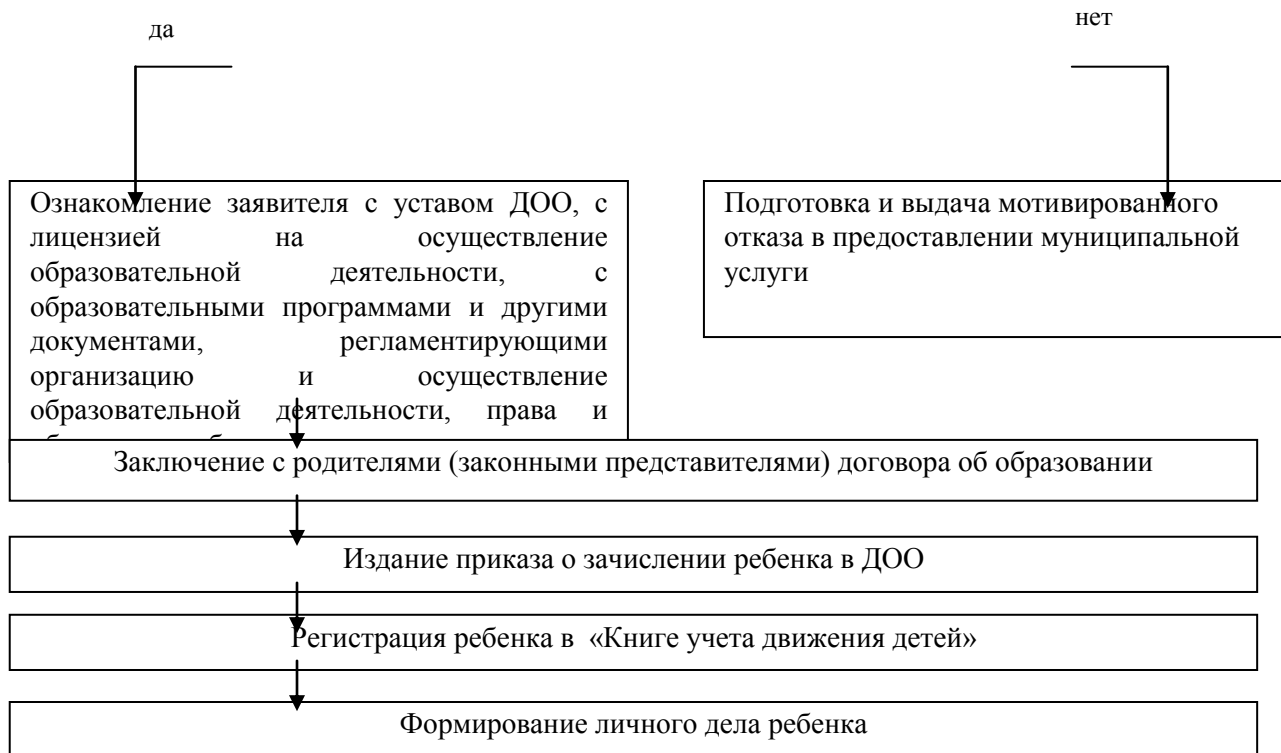 да
нет
Ознакомление заявителя с уставом ДОО, с
лицензией на осуществление
образовательной деятельности, с
образовательными программами и другими
документами, регламентирующими
организацию и осуществление
образовательной деятельности, права и
Подготовка и выдача мотивированного
отказа в предоставлении муниципальной
услуги
Заключение с родителями (законными представителями) договора об образовании
Издание приказа о зачислении ребенка в ДОО
Регистрация ребенка в «Книге учета движения детей»
Формирование личного дела ребенка